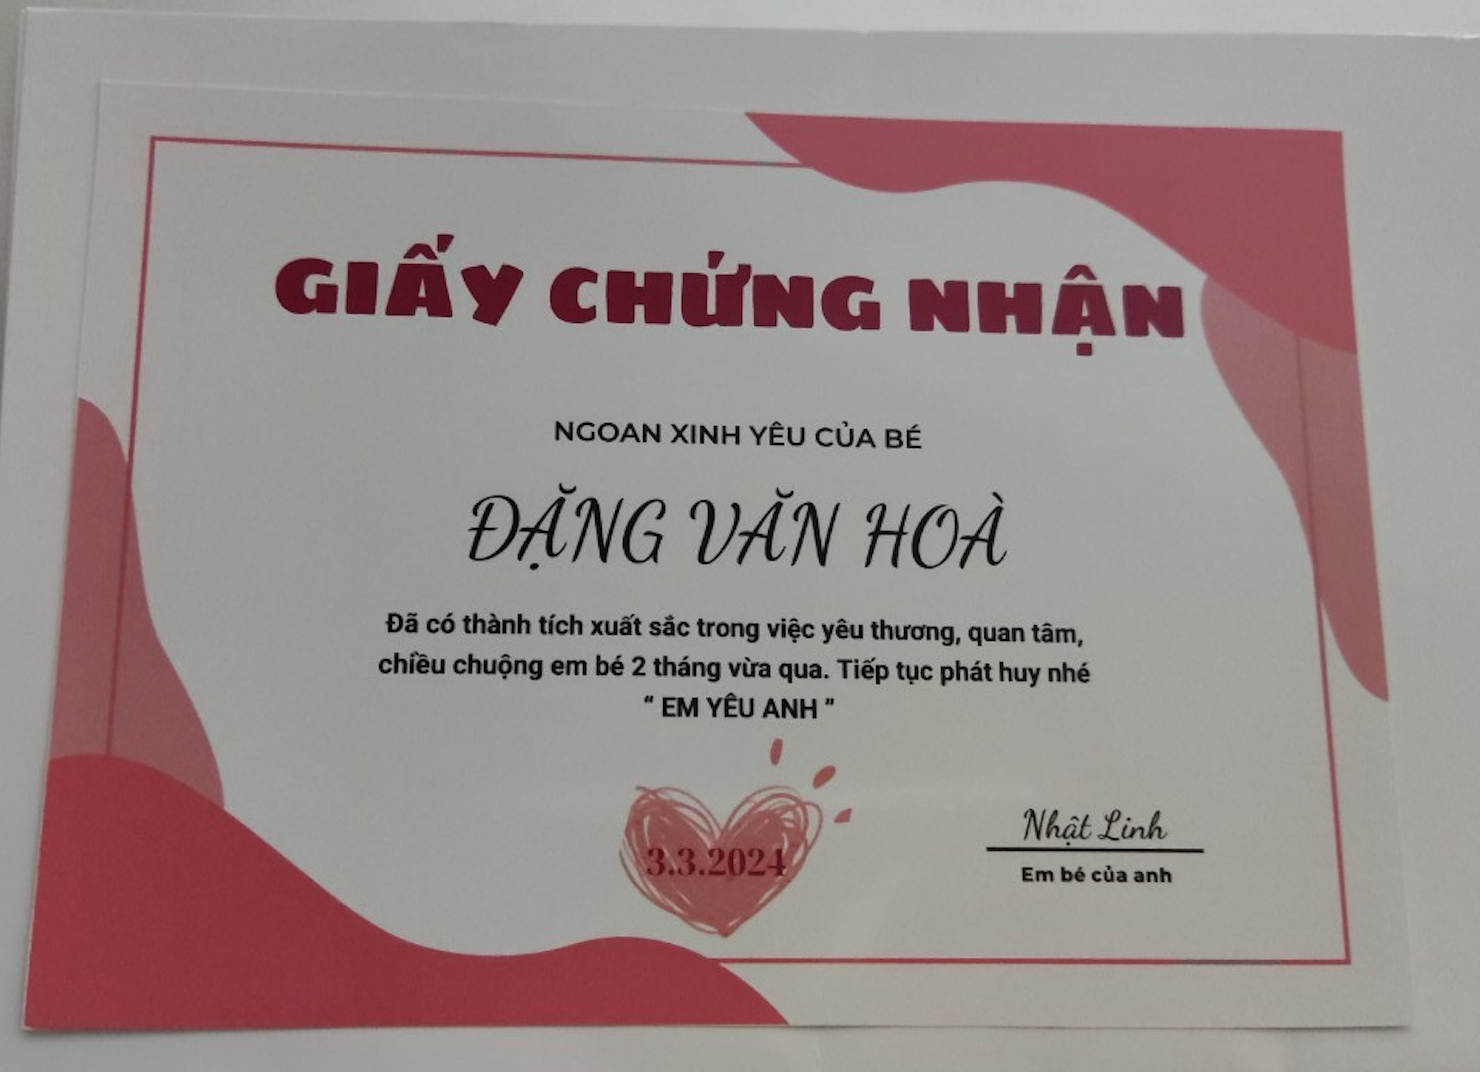 GIẤY CHỨNG NHẬN
NGOAN XINH YÊU CỦA BÉ
ĐẶNG VĂN HOÀ
Đã có thành tích xuất sắc trong việc yêu thương, quan tâm,
chiều chuộng em bé 2 tháng vừa qua. Tiếp tục phát huy nhé
“ EM YÊU ANH ”
3.3.2024
Nhật Linh
Em bé của anh